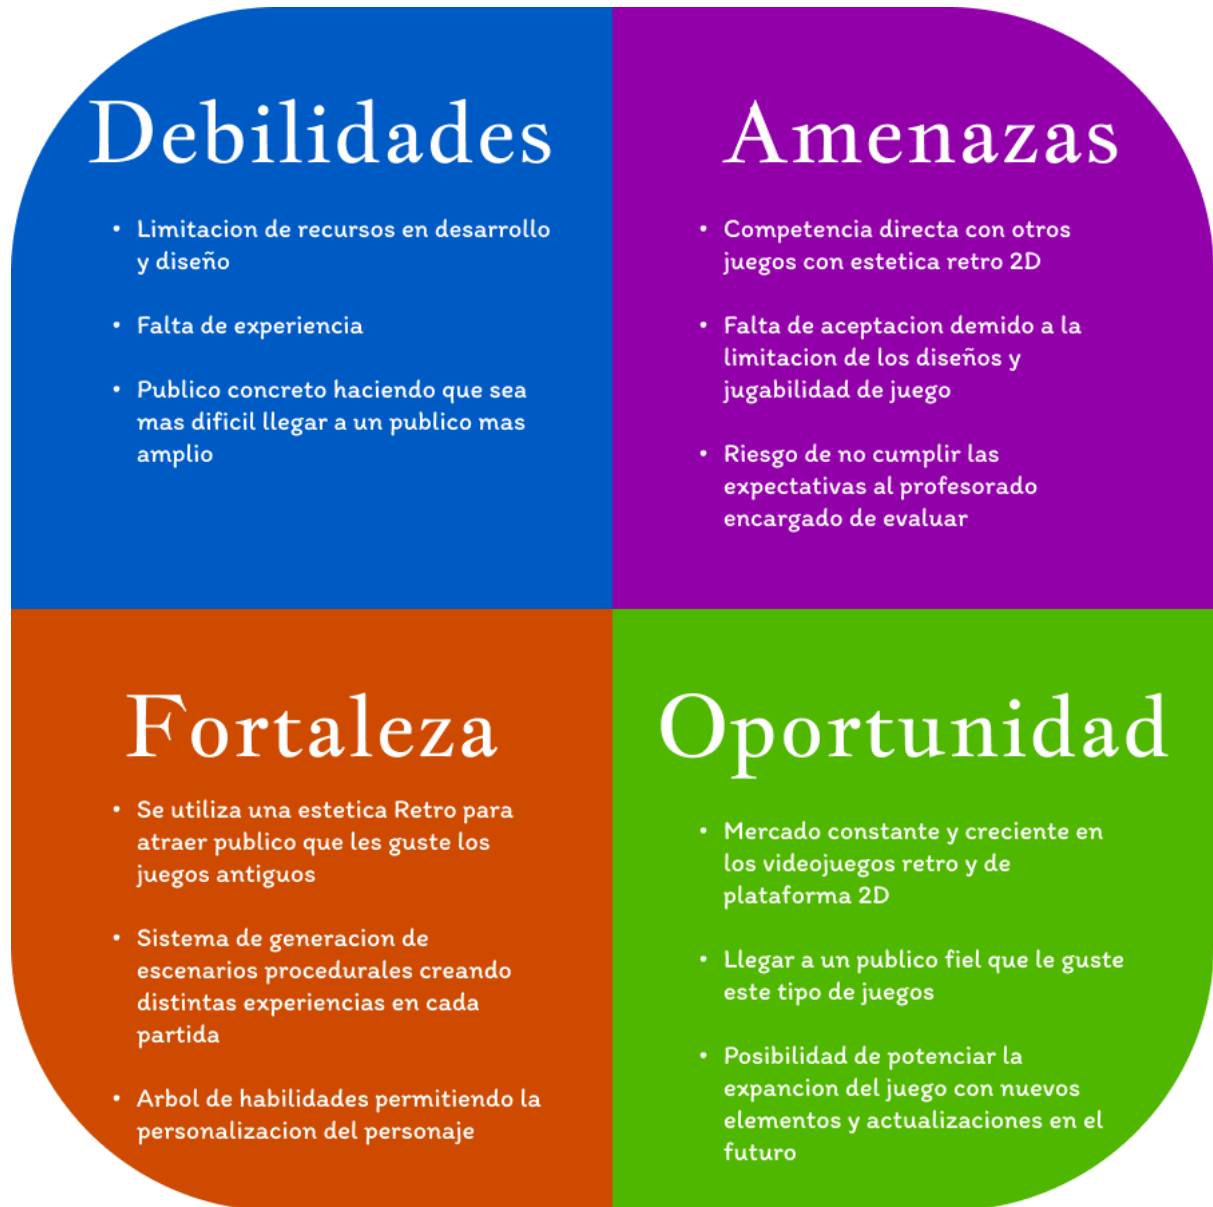 Debilidades
• Limitacion de recursos en desarrollo
y diseño
• Falta de experiencia
• Publico concreto haciendo que sea
mas dificil llegar a un publico mas
amplio
Amenazas
• Competencia directa con otros
juegos con estetica retro 2D
• Falta de aceptacion demido a la
limitacion de los diseños y
jugabilidad de juego
• Riesgo de no cumplir las
expectativas al profesorado
encargado de evaluar
Fortaleza
• Se utiliza una estetica Retro para
atraer publico que les guste los
juegos antiguos
• Sistema de generacion de
escenarios procedurales creando
distintas experiencias en cada
partida
• Arbol de habilidades permitiendo la
personalizacion del personaje
Oportunidad
• Mercado constante y creciente en
los videojuegos retro y de
plataforma 2D
• Llegar a un publico fiel que le guste
este tipo de juegos
• Posibilidad de potenciar la
expancion del juego con nuevos
elementos y actualizaciones en el
futuro